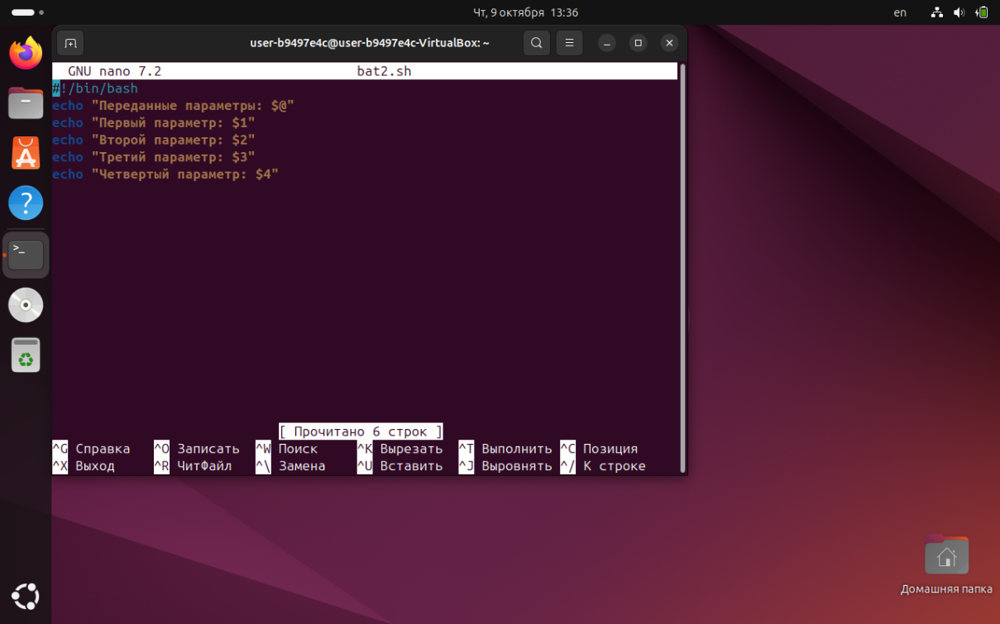 Чт, 9 октября 13:36
en
user-b9497e4c@user-b9497e4c-VirtualBox: ~
GNU nano 7.2 bat2.sh
#!/bin/bash
echo "Переданные параметры: $@"
echo "Первый параметр: $1"
echo "Второй параметр: $2"
echo "Третий параметр: $3"
echo "Четвертый параметр: $4"
[ Прочитано 6 строк ]
^G Справка ^O Записать ^W Поиск ^K Вырезать ^T Выполнить ^C Позиция
^X Выход ^R ЧитФайл ^\ Замена ^U Вставить ^J Выровнять ^/ К строке
Домашняя папка